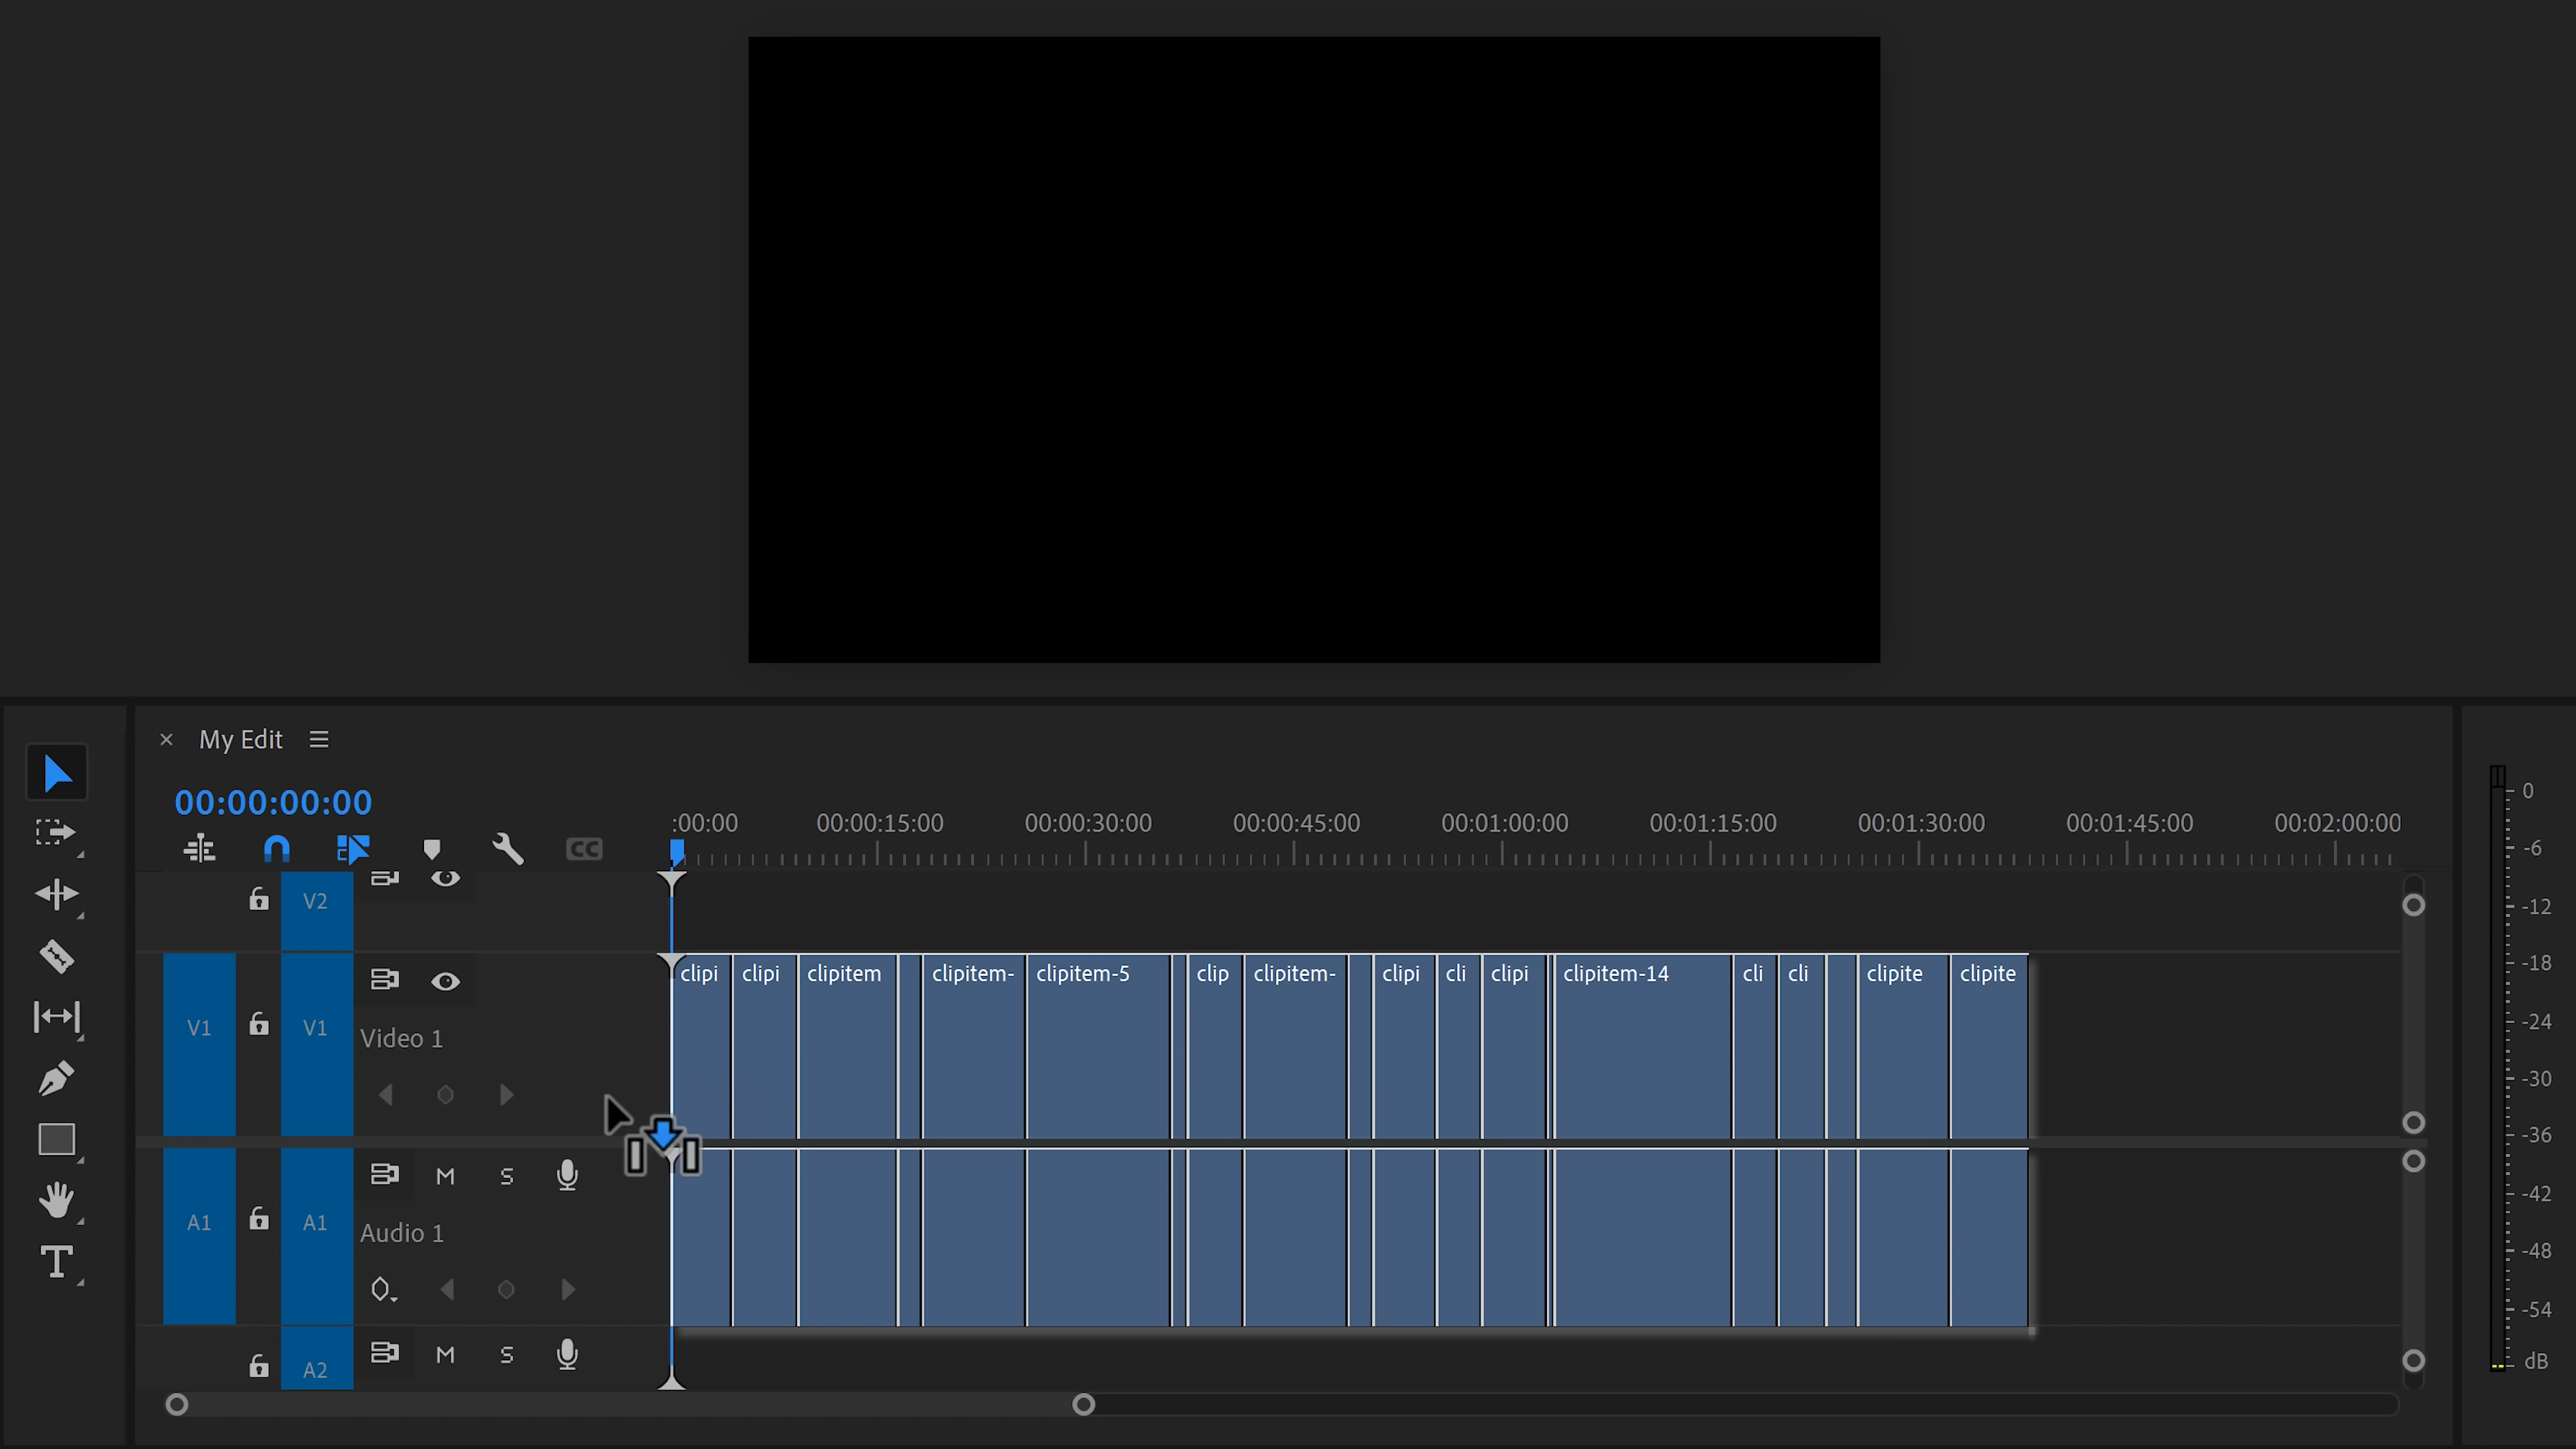 My Edit
00:00:00:00
:00:00 00:00:15:00 00:00:30:00 00:00:45:00 00:01:00:00 00:01:15:00 00:01:30:00 00:01:45:00 00:02:00:00
CC
V2
clipi clipi clipitem clipitem- clipitem-5 clip clipitem- clipi cli clipi clipitem-14 cli cli clipite clipite
V1 V1
Video 1
M S
A1 A1
Audio 1
M S
A2
T
0
-6
-12
-18
-24
-30
-36
-42
-48
-54
dB